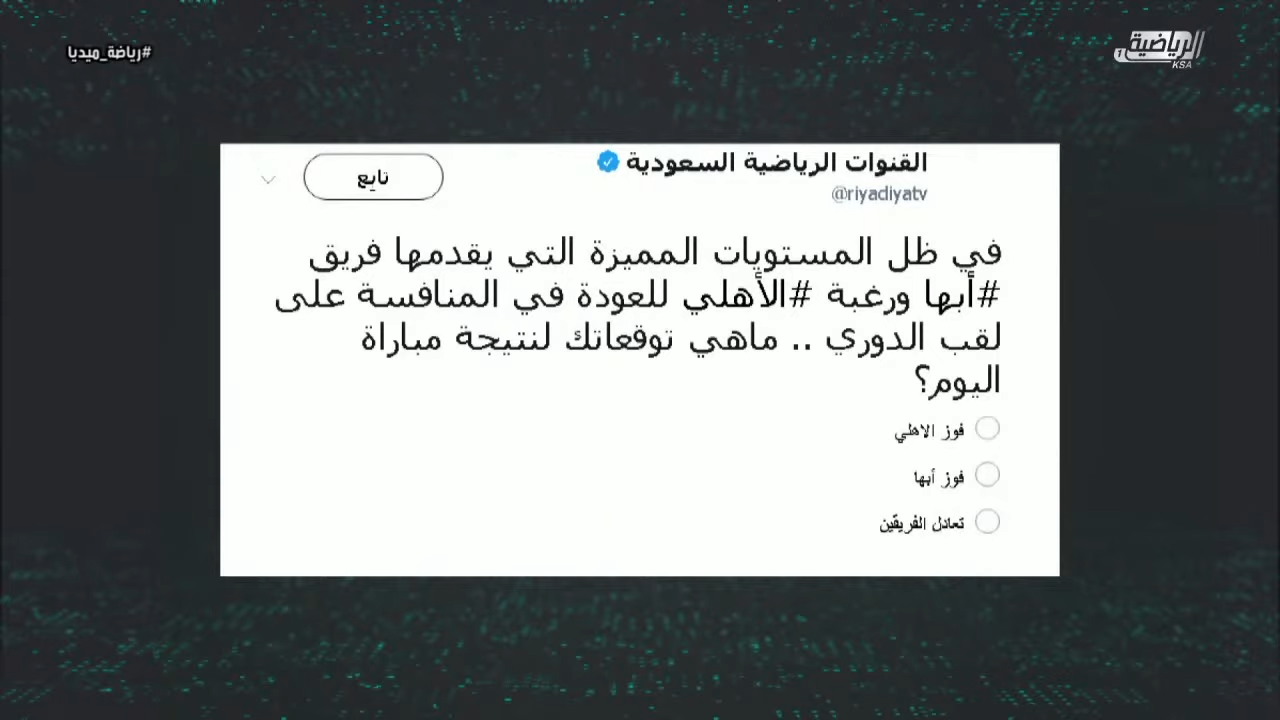 #رياضة_ميديا
الرياضية 1
KSA
القنوات الرياضية السعودية
@riyadiyatv
تابع
في ظل المستويات المميزة التي يقدمها فريق
#أبها ورغبة #الأهلي للعودة في المنافسة على
لقب الدوري .. ماهي توقعاتك لنتيجة مباراة
اليوم؟
فوز الاهلي
فوز أبها
تعادل الفريقين